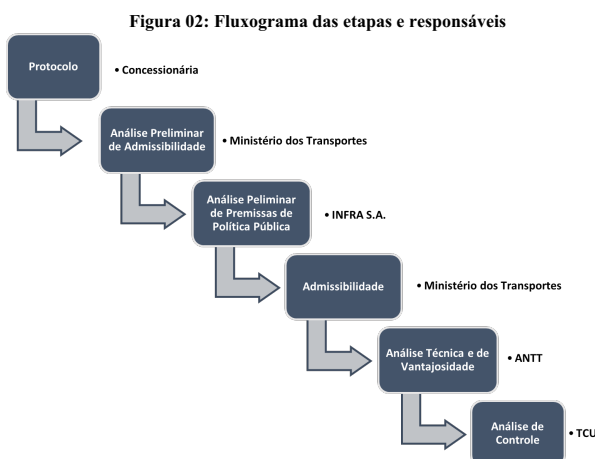 Figura 02: Fluxograma das etapas e responsáveis
Protocolo
• Concessionária
Análise Preliminar
de Admissibilidade
• Ministério dos Transportes
Análise Peliminar
de Premissas de
Política Pública
• INFRA S.A.
Admissibilidade
• Ministério dos Transportes
Análise Técnica e de
Vantajosidade
• ANTT
Análise de
Controle
• TCU